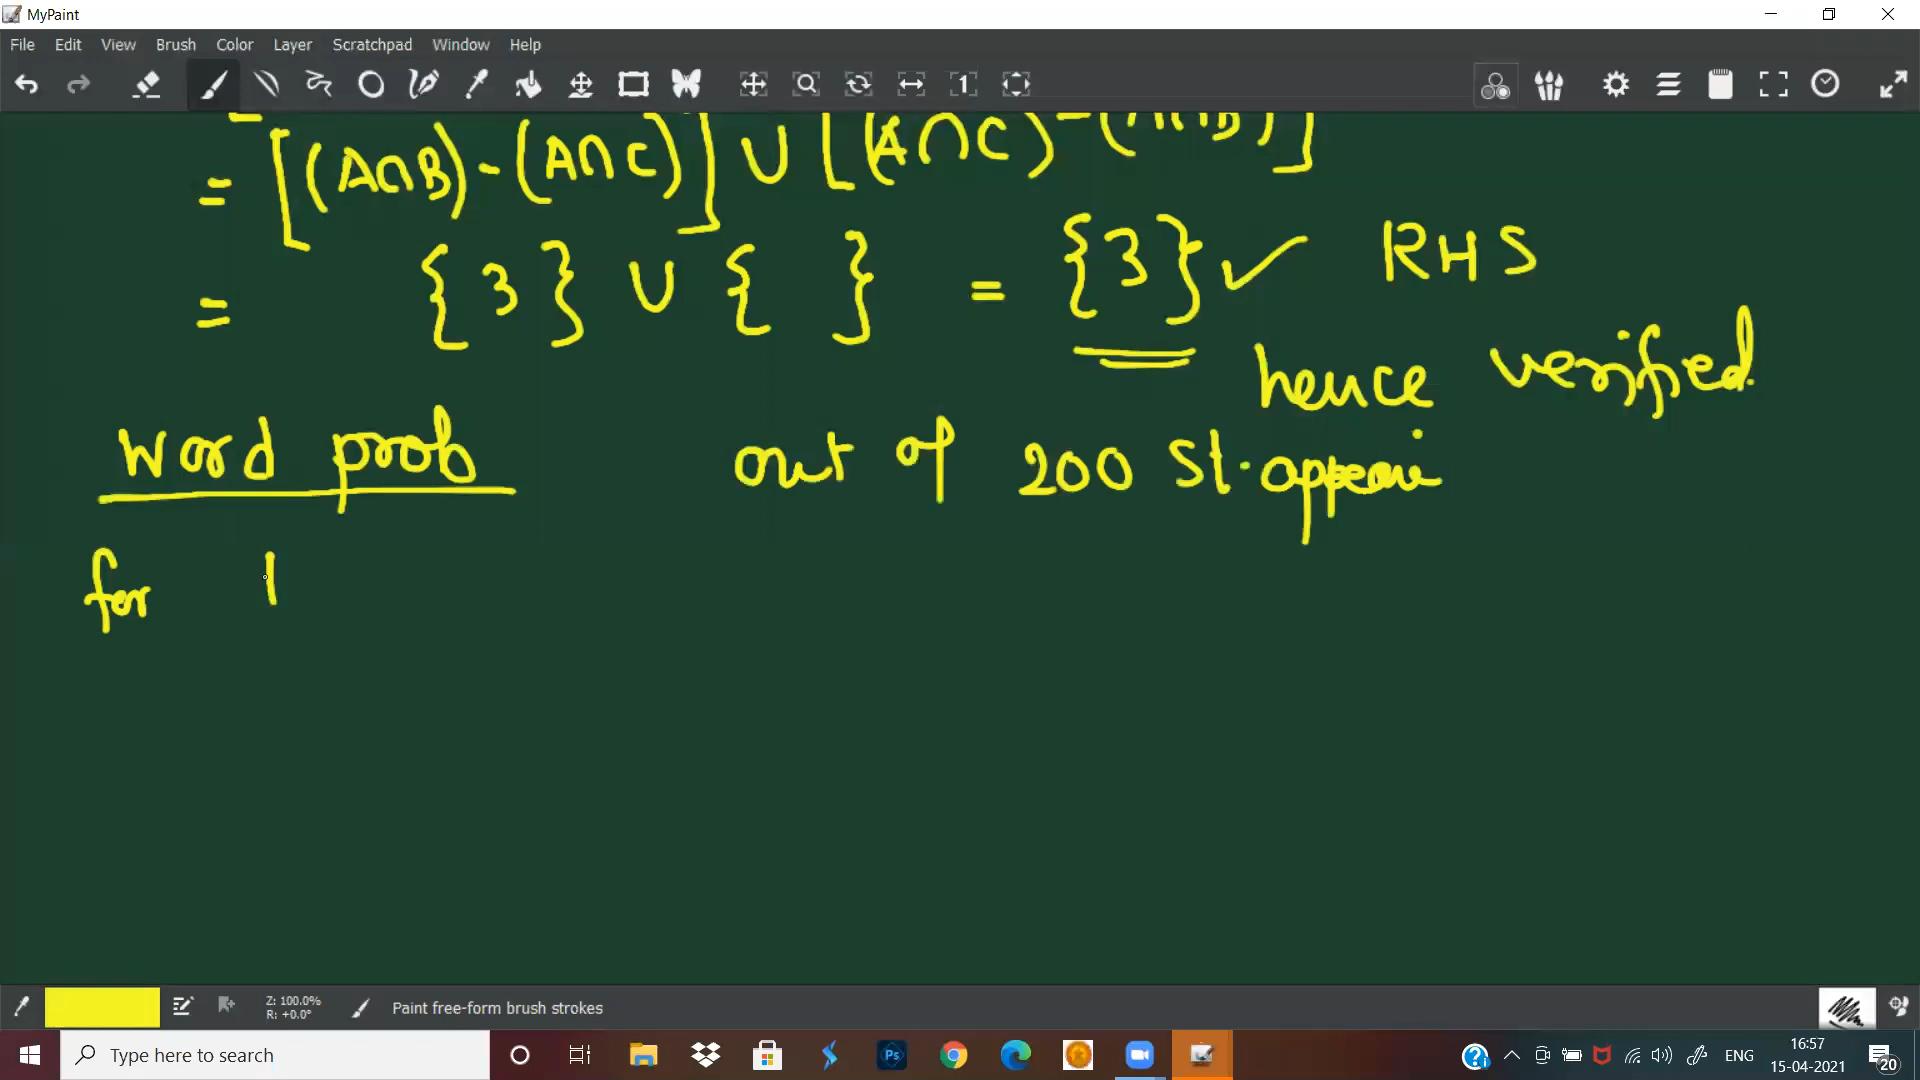 MyPaint
File Edit View Brush Color Layer Scratchpad Window Help
= [(A∩B)-(A∩C)] ∪ [(A∩C)-(A∩B)]
= {3} ∪ { } = {3} ✓ RHS
hence verified.
word prob out of 200 St. appear
for 1
Z: 100.0%
R: +0.0°
Paint free-form brush strokes
Type here to search
Ps
ENG
16:57
15-04-2021
20